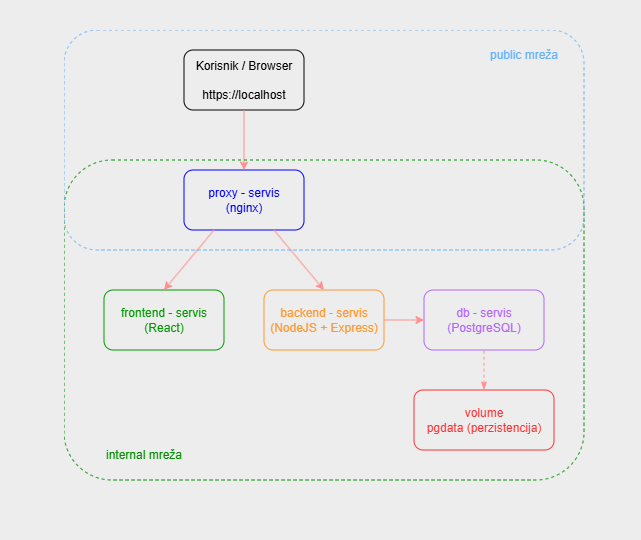 public mreža
Korisnik / Browser
https://localhost
proxy - servis
(nginx)
frontend - servis
(React)
backend - servis
(NodeJS + Express)
db - servis
(PostgreSQL)
volume
pgdata (perzistencija)
internal mreža